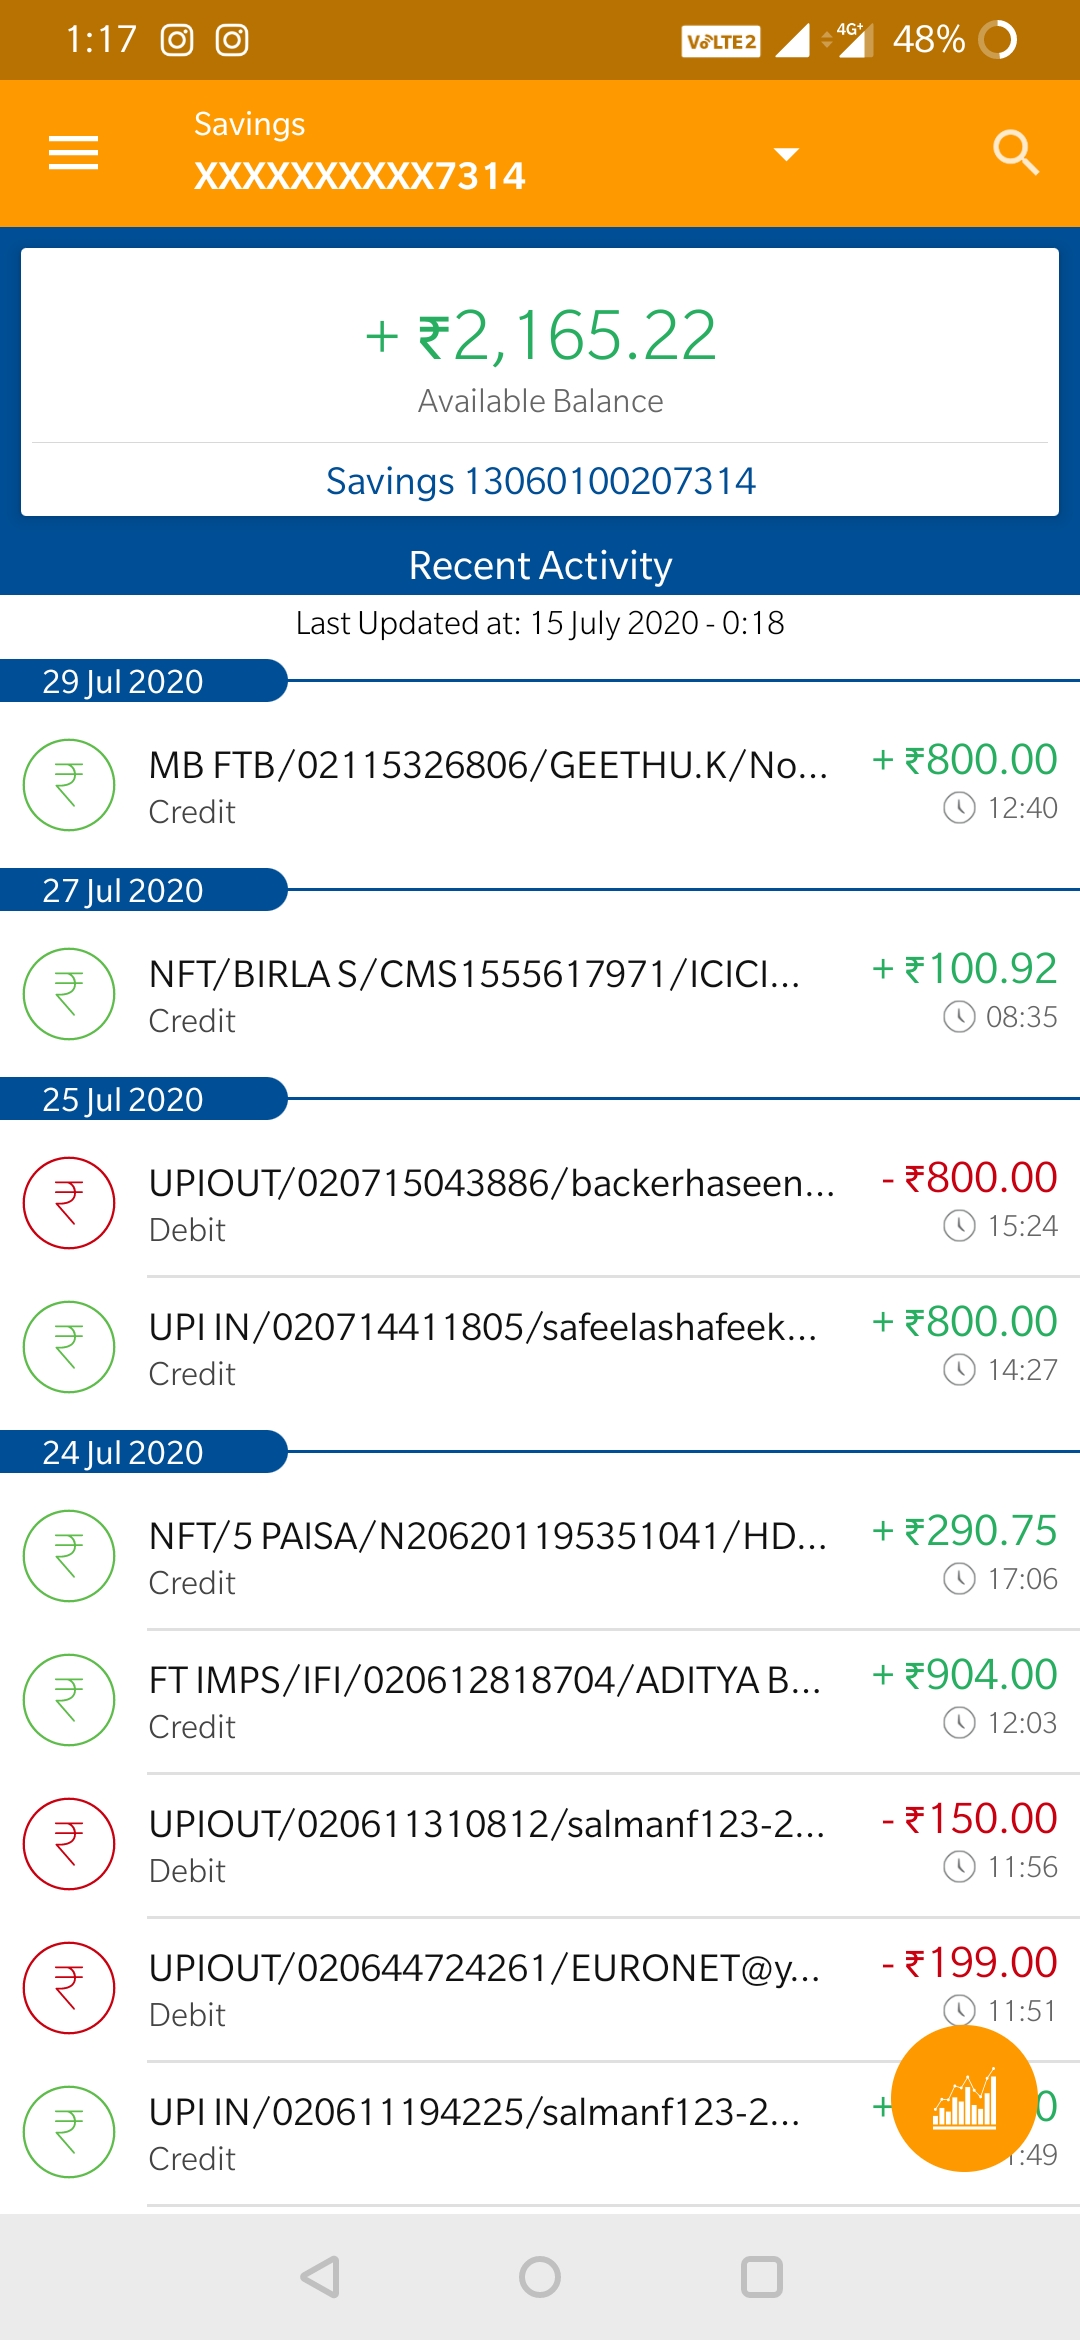 1:17
VoLTE2
4G+
48%
Savings
XXXXXXXXXX7314
+ ₹2,165.22
Available Balance
Savings 13060100207314
Recent Activity
Last Updated at: 15 July 2020 - 0:18
29 Jul 2020
MB FTB/02115326806/GEETHU.K/No... + ₹800.00
Credit 12:40
27 Jul 2020
NFT/BIRLA S/CMS1555617971/ICICI... + ₹100.92
Credit 08:35
25 Jul 2020
UPIOUT/020715043886/backerhaseen... - ₹800.00
Debit 15:24
UPI IN/020714411805/safeelashafeek... + ₹800.00
Credit 14:27
24 Jul 2020
NFT/5 PAISA/N206201195351041/HD... + ₹290.75
Credit 17:06
FT IMPS/IFI/020612818704/ADITYA B... + ₹904.00
Credit 12:03
UPIOUT/020611310812/salmanf123-2... - ₹150.00
Debit 11:56
UPIOUT/020644724261/EURONET@y... - ₹199.00
Debit 11:51
UPI IN/020611194225/salmanf123-2... +
Credit